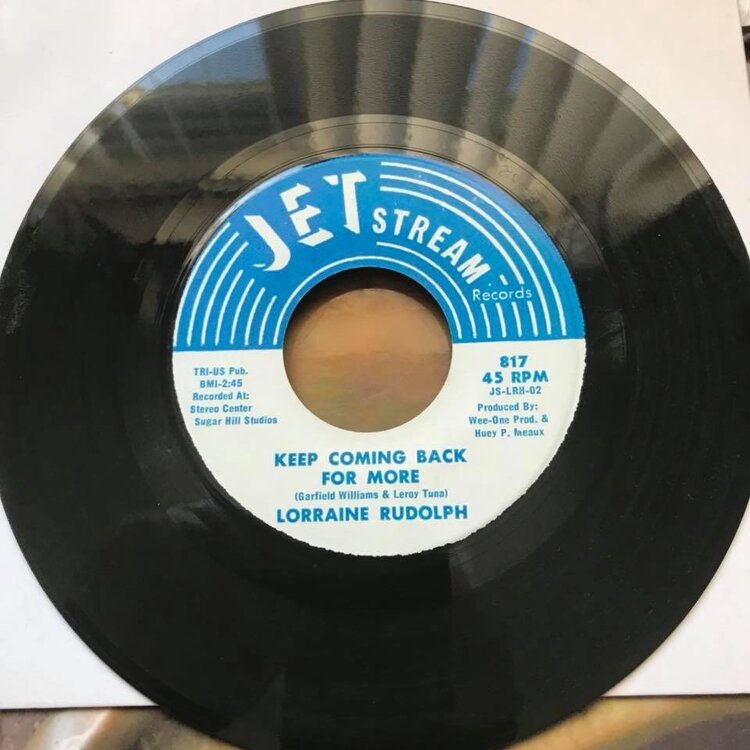 JET
STREAM
Records
TRI-US Pub.
BMI-2:45
Recorded At:
Stereo Center
Sugar Hill Studios
817
45 RPM
JS-LRH-02
Produced By:
Wee-One Prod. &
Huey P. Meaux
KEEP COMING BACK
FOR MORE
(Garfield Williams & Leroy Tuna)
LORRAINE RUDOLPH